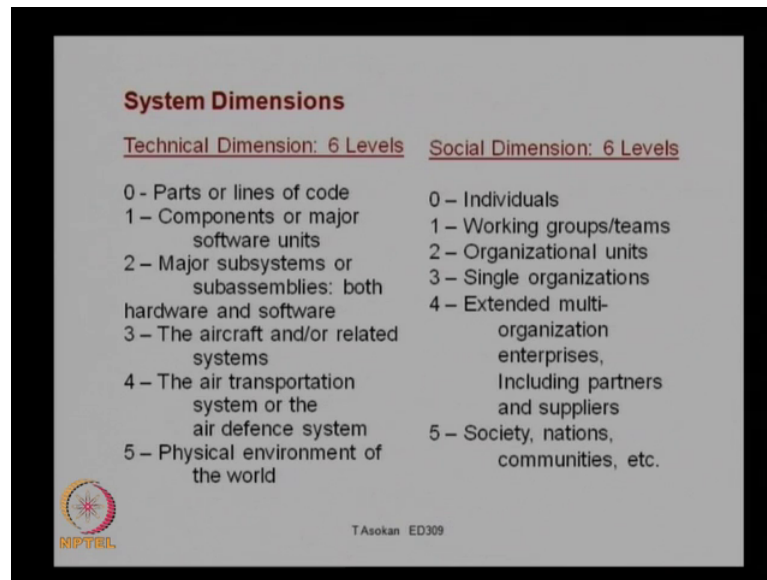 System Dimensions
Technical Dimension: 6 Levels
0 - Parts or lines of code
1 – Components or major
software units
2 – Major subsystems or
subassemblies: both
hardware and software
3 – The aircraft and/or related
systems
4 – The air transportation
system or the
air defence system
5 – Physical environment of
the world
Social Dimension: 6 Levels
0 – Individuals
1 – Working groups/teams
2 – Organizational units
3 – Single organizations
4 – Extended multi-
organization
enterprises,
Including partners
and suppliers
5 – Society, nations,
communities, etc.
NPTEL
T Asokan ED309